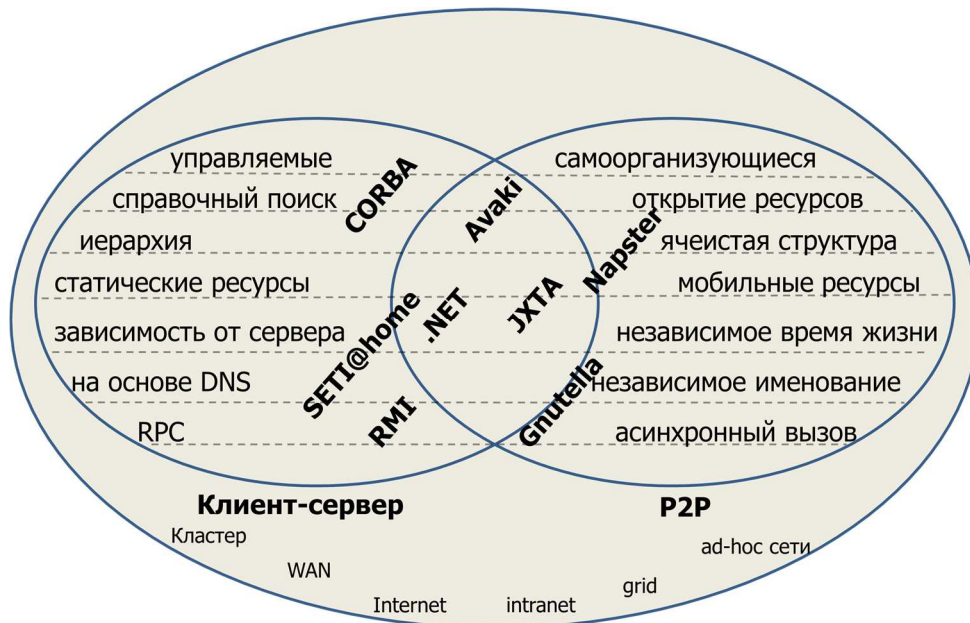 управляемые
самоорганизующиеся
справочный поиск
открытие ресурсов
иерархия
ячеистая структура
статические ресурсы
мобильные ресурсы
зависимость от сервера
независимое время жизни
на основе DNS
независимое именование
RPC
асинхронный вызов
CORBA
Avaki
Napster
SETI@home
.NET
JXTA
RMI
Gnutella
Клиент-сервер
P2P
Кластер
WAN
Internet
intranet
grid
ad-hoc сети